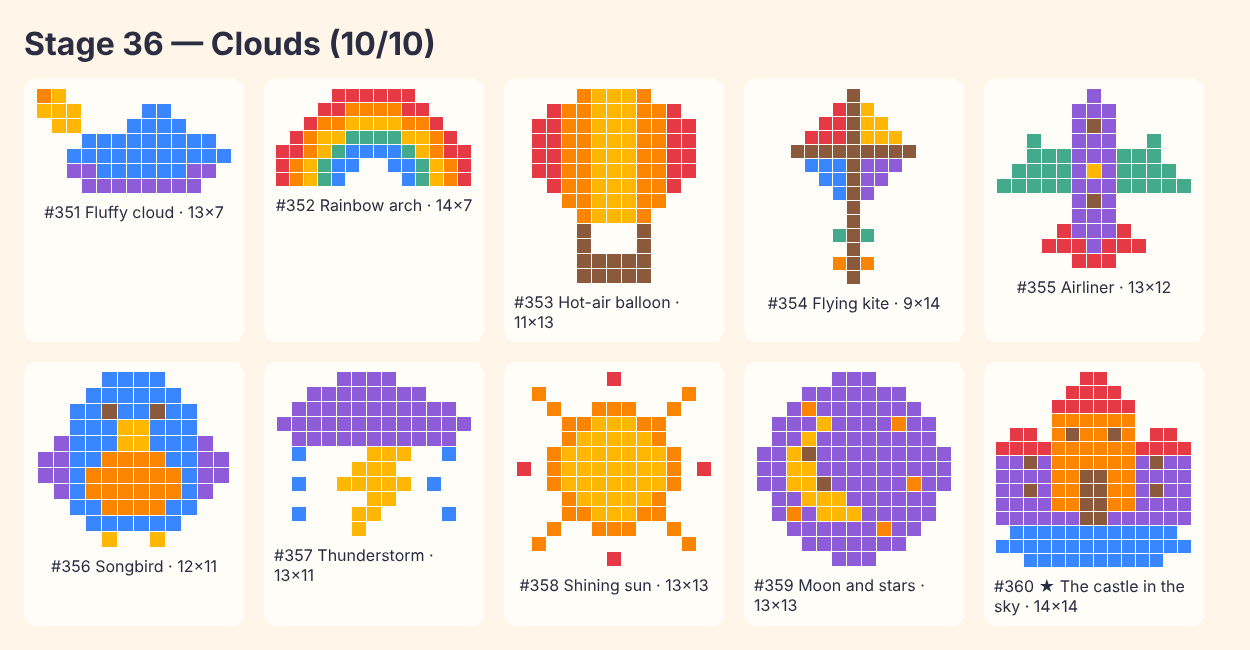 Stage 36 — Clouds (10/10)
#351 Fluffy cloud · 13×7
#352 Rainbow arch · 14×7
#353 Hot-air balloon ·
11×13
#354 Flying kite · 9×14
#355 Airliner · 13×12
#356 Songbird · 12×11
#357 Thunderstorm ·
13×11
#358 Shining sun · 13×13
#359 Moon and stars ·
13×13
#360 ★ The castle in the
sky · 14×14